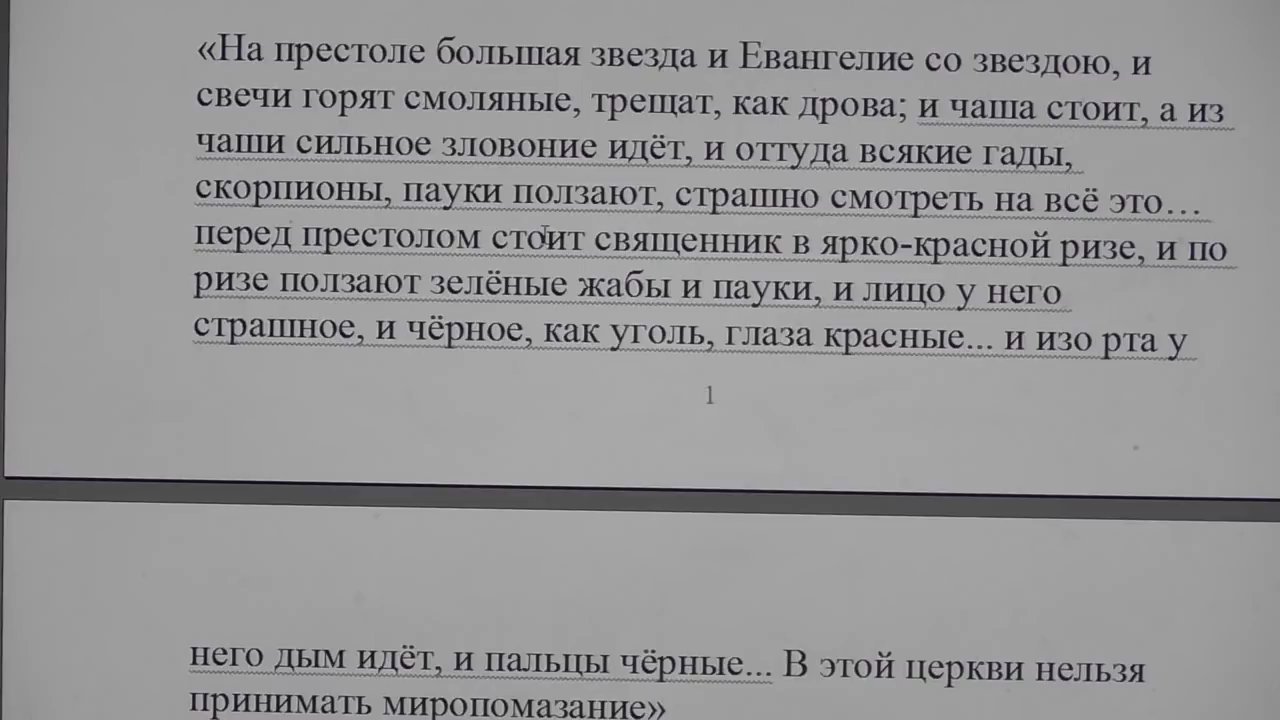 «На престоле большая звезда и Евангелие со звездою, и
свечи горят смоляные, трещат, как дрова; и чаша стоит, а из
чаши сильное зловоние идёт, и оттуда всякие гады,
скорпионы, пауки ползают, страшно смотреть на всё это…
перед престолом стоит священник в ярко-красной ризе, и по
ризе ползают зелёные жабы и пауки, и лицо у него
страшное, и чёрное, как уголь, глаза красные... и изо рта у
1
него дым идёт, и пальцы чёрные... В этой церкви нельзя
принимать миропомазание»